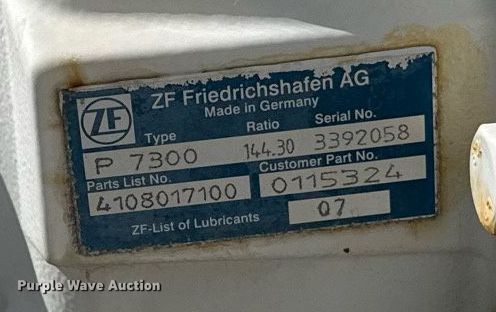 ZF Friedrichshafen AG
ZF Made in Germany
Type Ratio Serial No.
P 7300 144.30 3392058
Parts List No. Customer Part No.
4108017100 0115324
ZF-List of Lubricants 07
Purple Wave Auction